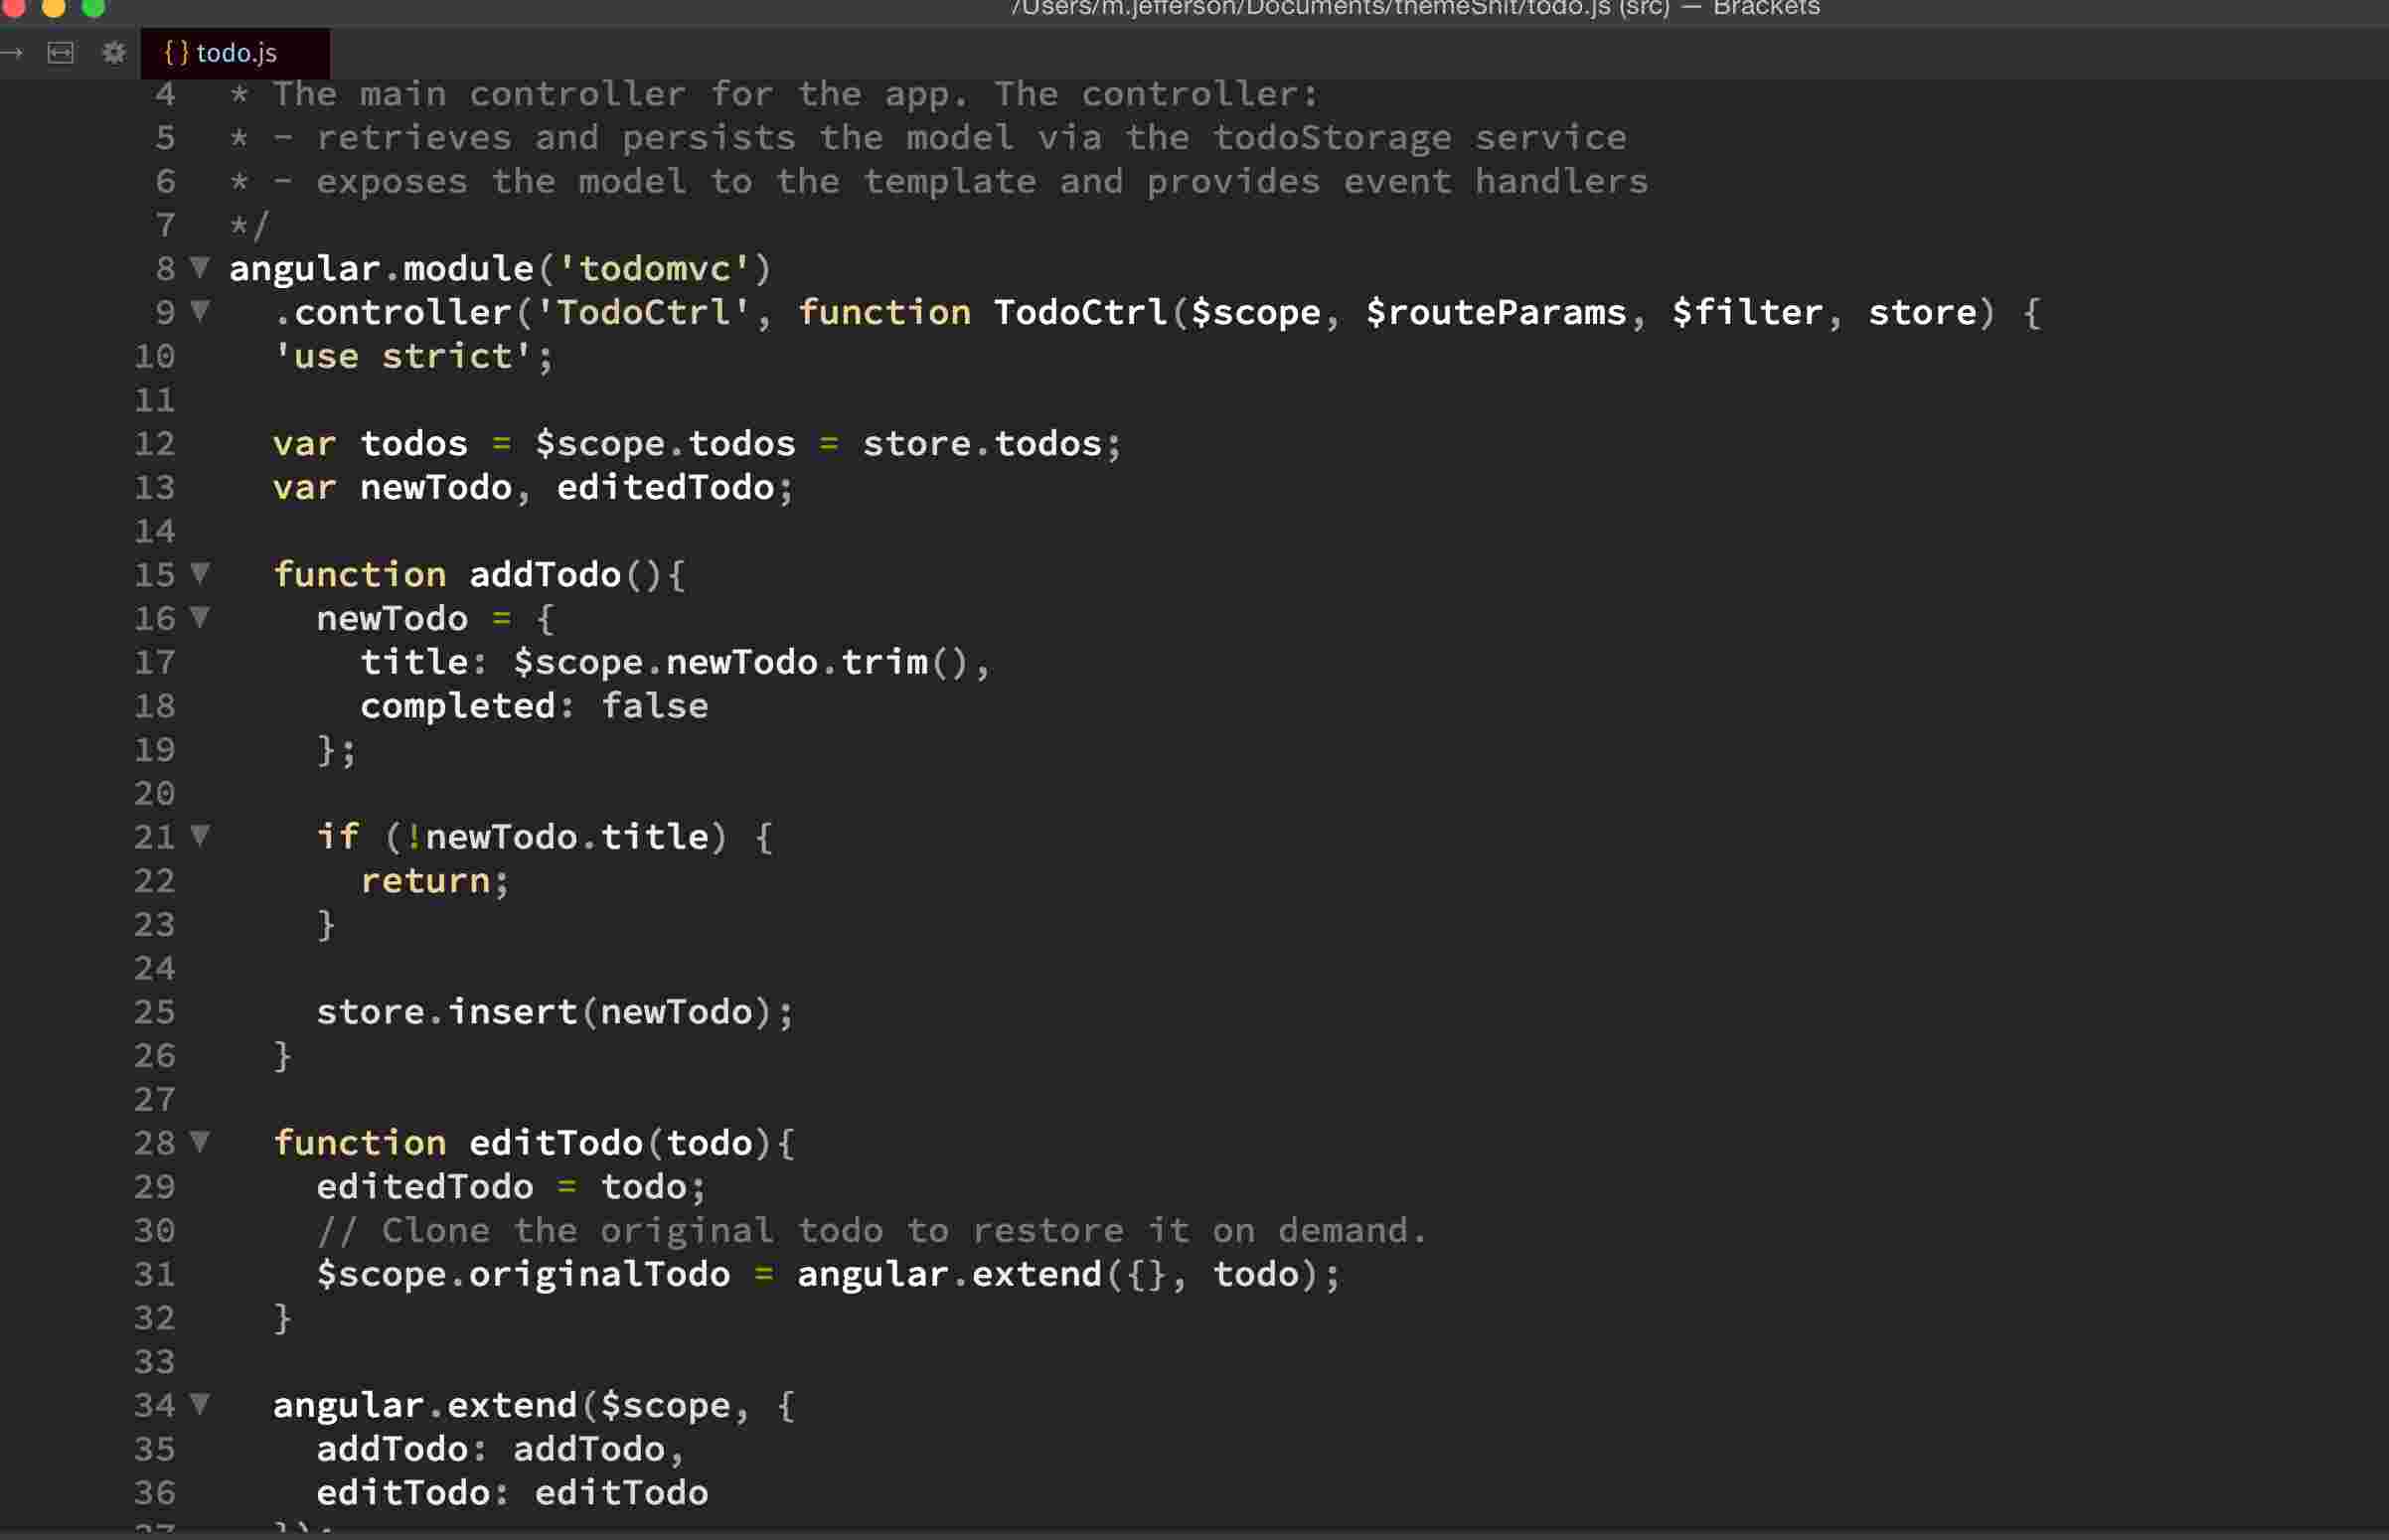 /Users/m.jefferson/Documents/themeShit/todo.js (src) — Brackets
{ } todo.js
4 * The main controller for the app. The controller:
5 * - retrieves and persists the model via the todoStorage service
6 * - exposes the model to the template and provides event handlers
7 */
8 angular.module('todomvc')
9 .controller('TodoCtrl', function TodoCtrl($scope, $routeParams, $filter, store) {
10 'use strict';
11
12 var todos = $scope.todos = store.todos;
13 var newTodo, editedTodo;
14
15 function addTodo(){
16 newTodo = {
17 title: $scope.newTodo.trim(),
18 completed: false
19 };
20
21 if (!newTodo.title) {
22 return;
23 }
24
25 store.insert(newTodo);
26 }
27
28 function editTodo(todo){
29 editedTodo = todo;
30 // Clone the original todo to restore it on demand.
31 $scope.originalTodo = angular.extend({}, todo);
32 }
33
34 angular.extend($scope, {
35 addTodo: addTodo,
36 editTodo: editTodo
37 });